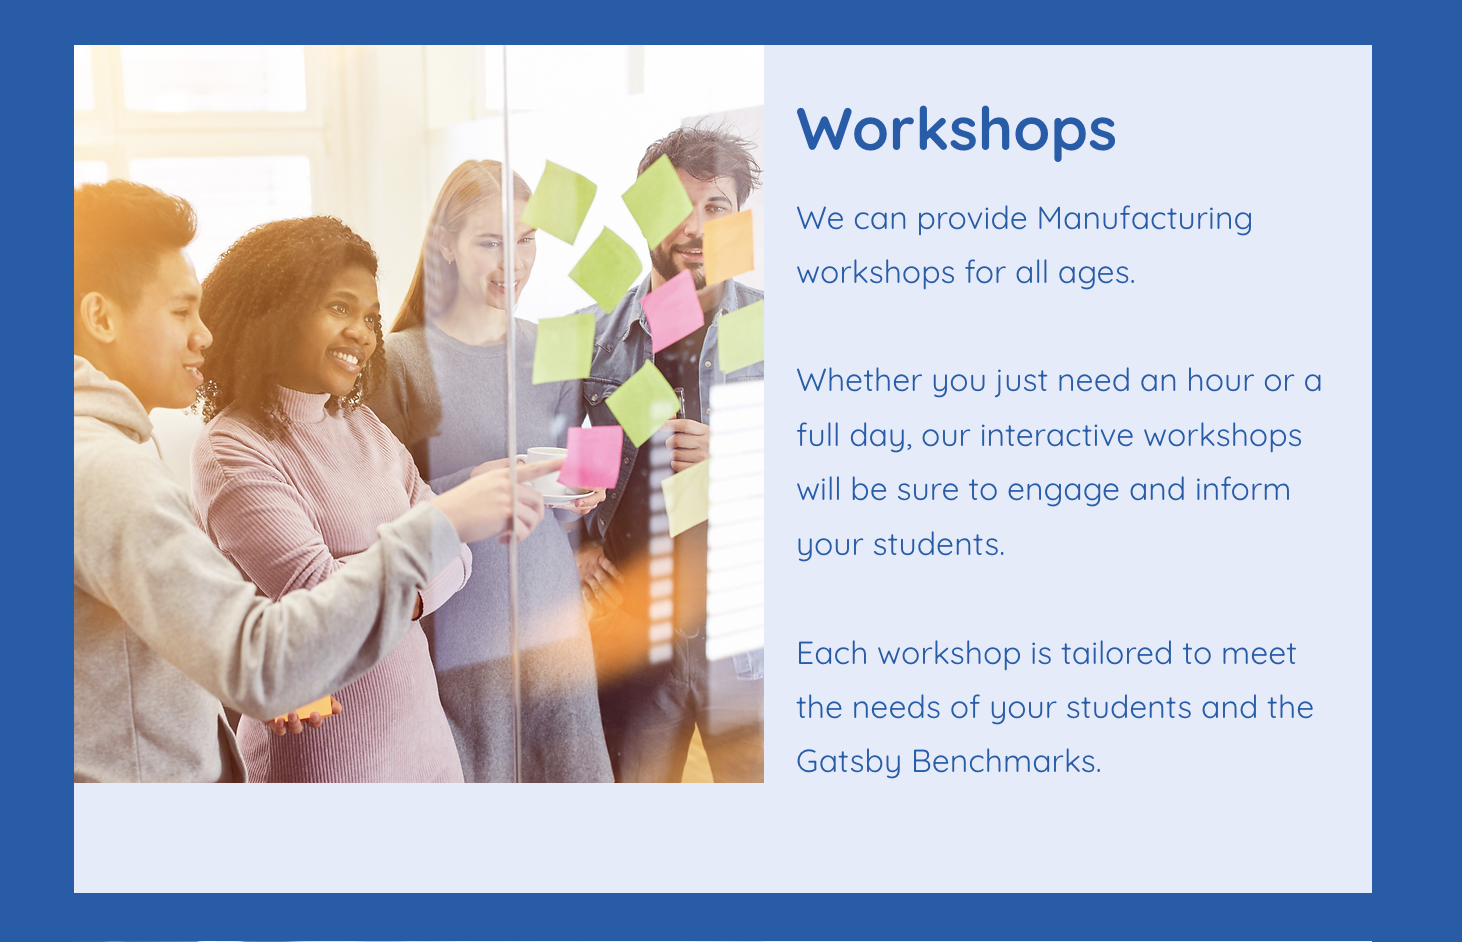 Workshops
We can provide Manufacturing
workshops for all ages.
Whether you just need an hour or a
full day, our interactive workshops
will be sure to engage and inform
your students.
Each workshop is tailored to meet
the needs of your students and the
Gatsby Benchmarks.